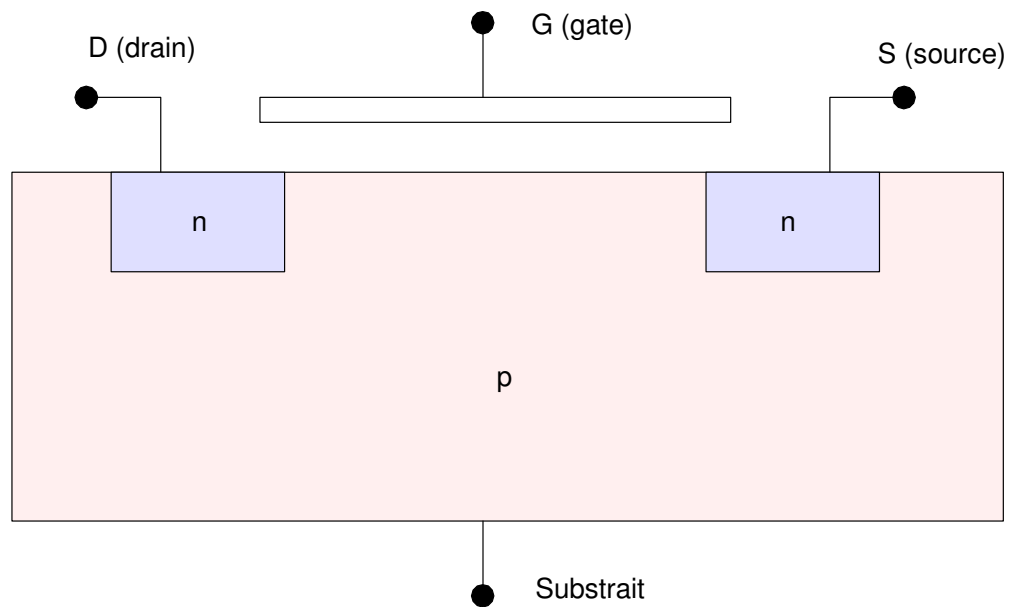 G (gate)
D (drain)
S (source)
n
n
p
Substrait